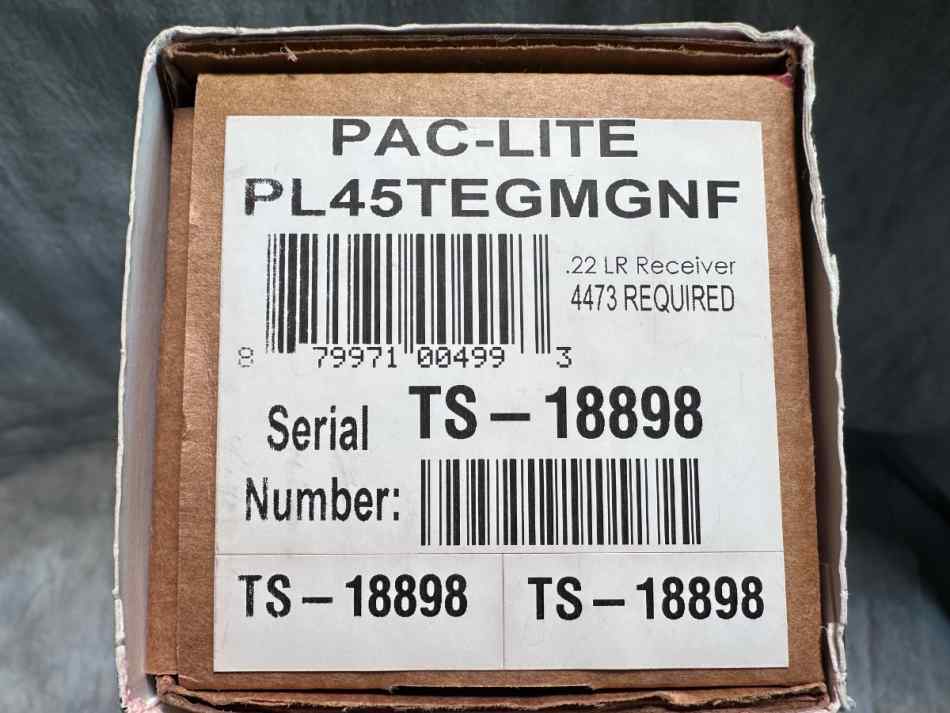 PAC-LITE
PL45TEGMGNF
.22 LR Receiver
4473 REQUIRED
8 79971 00499 3
Serial TS – 18898
Number:
TS – 18898 TS – 18898